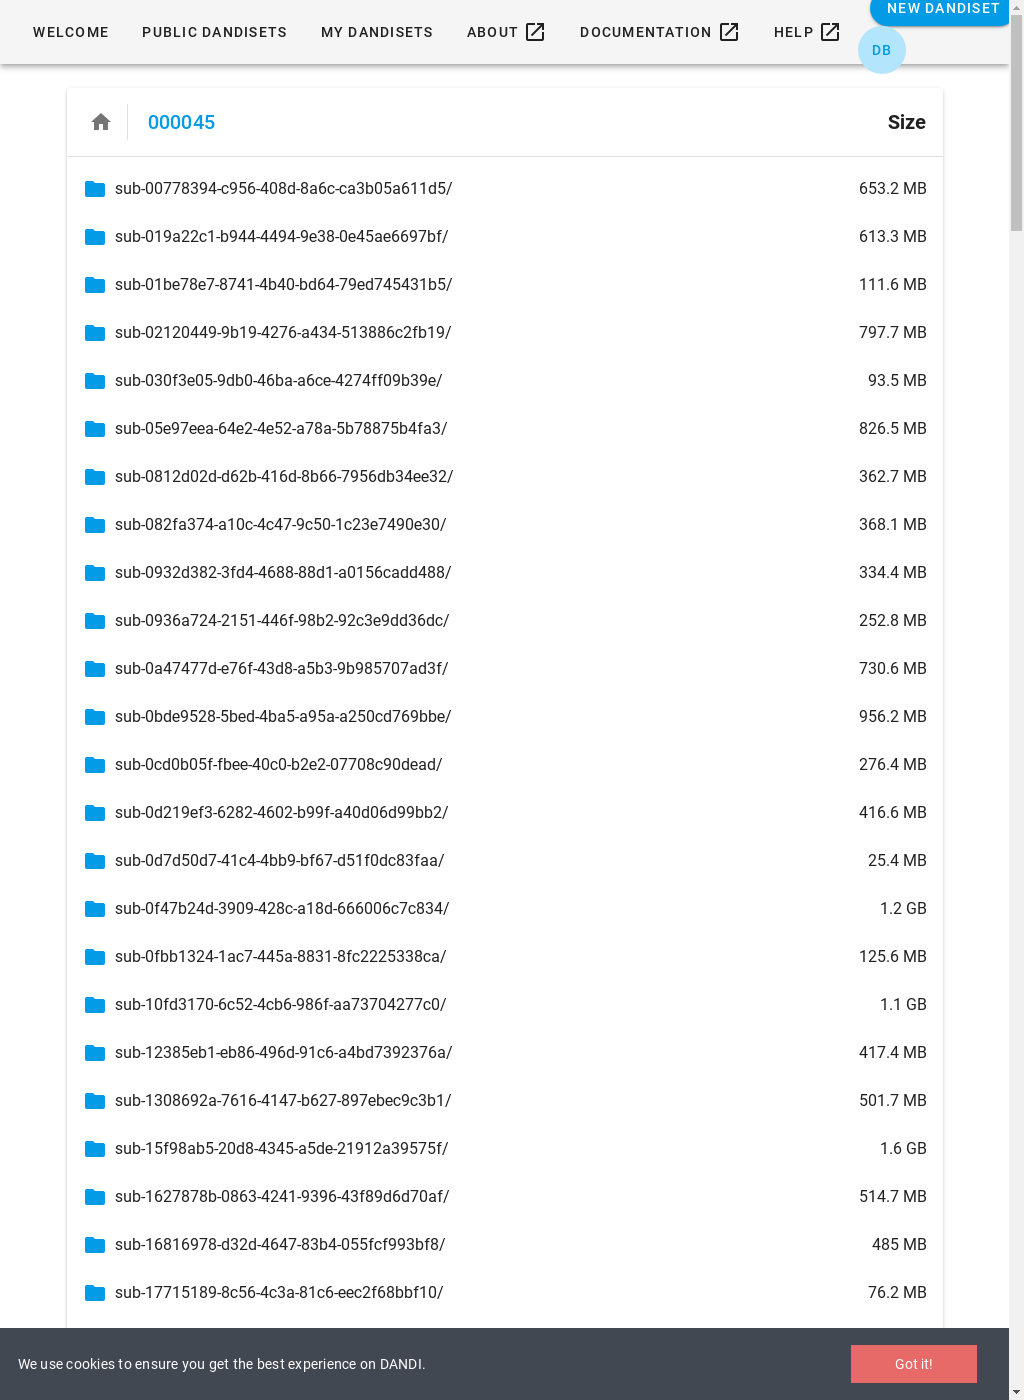 WELCOME PUBLIC DANDISETS MY DANDISETS ABOUT DOCUMENTATION HELP NEW DANDISET
DB
000045 Size
sub-00778394-c956-408d-8a6c-ca3b05a611d5/ 653.2 MB
sub-019a22c1-b944-4494-9e38-0e45ae6697bf/ 613.3 MB
sub-01be78e7-8741-4b40-bd64-79ed745431b5/ 111.6 MB
sub-02120449-9b19-4276-a434-513886c2fb19/ 797.7 MB
sub-030f3e05-9db0-46ba-a6ce-4274ff09b39e/ 93.5 MB
sub-05e97eea-64e2-4e52-a78a-5b78875b4fa3/ 826.5 MB
sub-0812d02d-d62b-416d-8b66-7956db34ee32/ 362.7 MB
sub-082fa374-a10c-4c47-9c50-1c23e7490e30/ 368.1 MB
sub-0932d382-3fd4-4688-88d1-a0156cadd488/ 334.4 MB
sub-0936a724-2151-446f-98b2-92c3e9dd36dc/ 252.8 MB
sub-0a47477d-e76f-43d8-a5b3-9b985707ad3f/ 730.6 MB
sub-0bde9528-5bed-4ba5-a95a-a250cd769bbe/ 956.2 MB
sub-0cd0b05f-fbee-40c0-b2e2-07708c90dead/ 276.4 MB
sub-0d219ef3-6282-4602-b99f-a40d06d99bb2/ 416.6 MB
sub-0d7d50d7-41c4-4bb9-bf67-d51f0dc83faa/ 25.4 MB
sub-0f47b24d-3909-428c-a18d-666006c7c834/ 1.2 GB
sub-0fbb1324-1ac7-445a-8831-8fc2225338ca/ 125.6 MB
sub-10fd3170-6c52-4cb6-986f-aa73704277c0/ 1.1 GB
sub-12385eb1-eb86-496d-91c6-a4bd7392376a/ 417.4 MB
sub-1308692a-7616-4147-b627-897ebec9c3b1/ 501.7 MB
sub-15f98ab5-20d8-4345-a5de-21912a39575f/ 1.6 GB
sub-1627878b-0863-4241-9396-43f89d6d70af/ 514.7 MB
sub-16816978-d32d-4647-83b4-055fcf993bf8/ 485 MB
sub-17715189-8c56-4c3a-81c6-eec2f68bbf10/ 76.2 MB
We use cookies to ensure you get the best experience on DANDI. Got it!